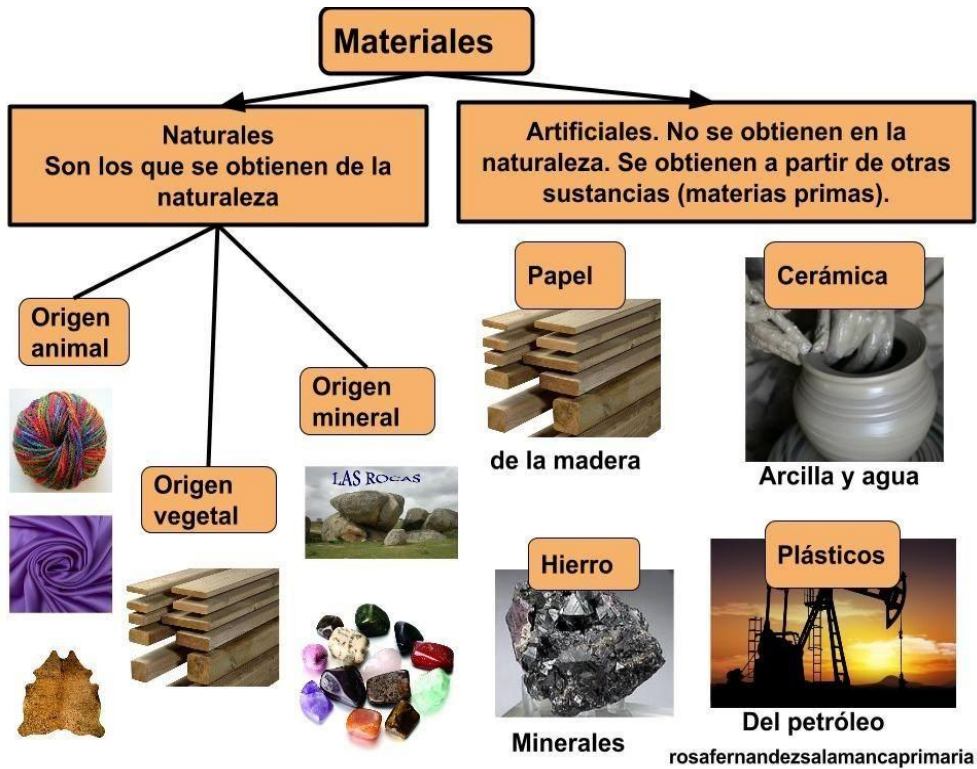 Materiales
Naturales
Son los que se obtienen de la
naturaleza
Artificiales. No se obtienen en la
naturaleza. Se obtienen a partir de otras
sustancias (materias primas).
Origen
animal
Origen
vegetal
Origen
mineral
LAS ROCAS
Papel
de la madera
Cerámica
Arcilla y agua
Hierro
Minerales
Plásticos
Del petróleo
rosafernandezsalamancaprimaria